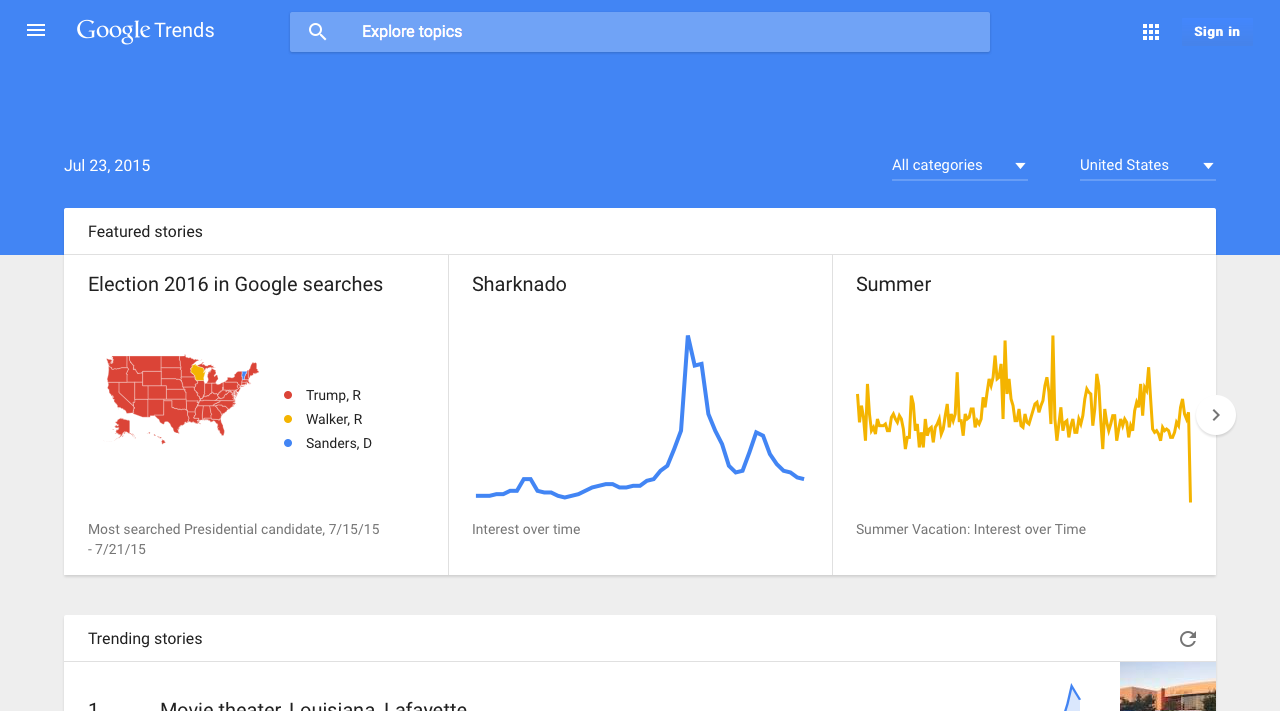 Google Trends
Explore topics
Sign in
Jul 23, 2015
All categories
United States
Featured stories
Election 2016 in Google searches
Trump, R
Walker, R
Sanders, D
Most searched Presidential candidate, 7/15/15
- 7/21/15
Sharknado
Interest over time
Summer
Summer Vacation: Interest over Time
Trending stories
1
Movie theater, Louisiana, Lafayette